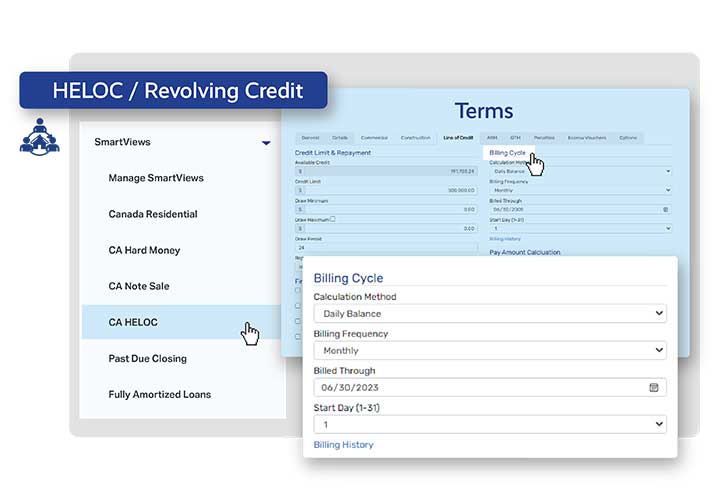 HELOC / Revolving Credit
SmartViews
Manage SmartViews
Canada Residential
CA Hard Money
CA Note Sale
CA HELOC
Past Due Closing
Fully Amortized Loans
Terms
General Details Commercial Construction Line of Credit ARM OTM Penalties Escrow Vouchers Options
Credit Limit & Repayment
Available Credit
$ 191,703.24
Credit Limit
$ 500,000.00
Draw Minimum
$ 0.00
Draw Maximum
$ 0.00
Draw Period
24
Billing Cycle
Calculation Method
Daily Balance
Billing Frequency
Monthly
Billed Through
06/30/2023
Start Day (1-31)
1
Billing History
Pay Amount Calculation
Billing Cycle
Calculation Method
Daily Balance
Billing Frequency
Monthly
Billed Through
06/30/2023
Start Day (1-31)
1
Billing History